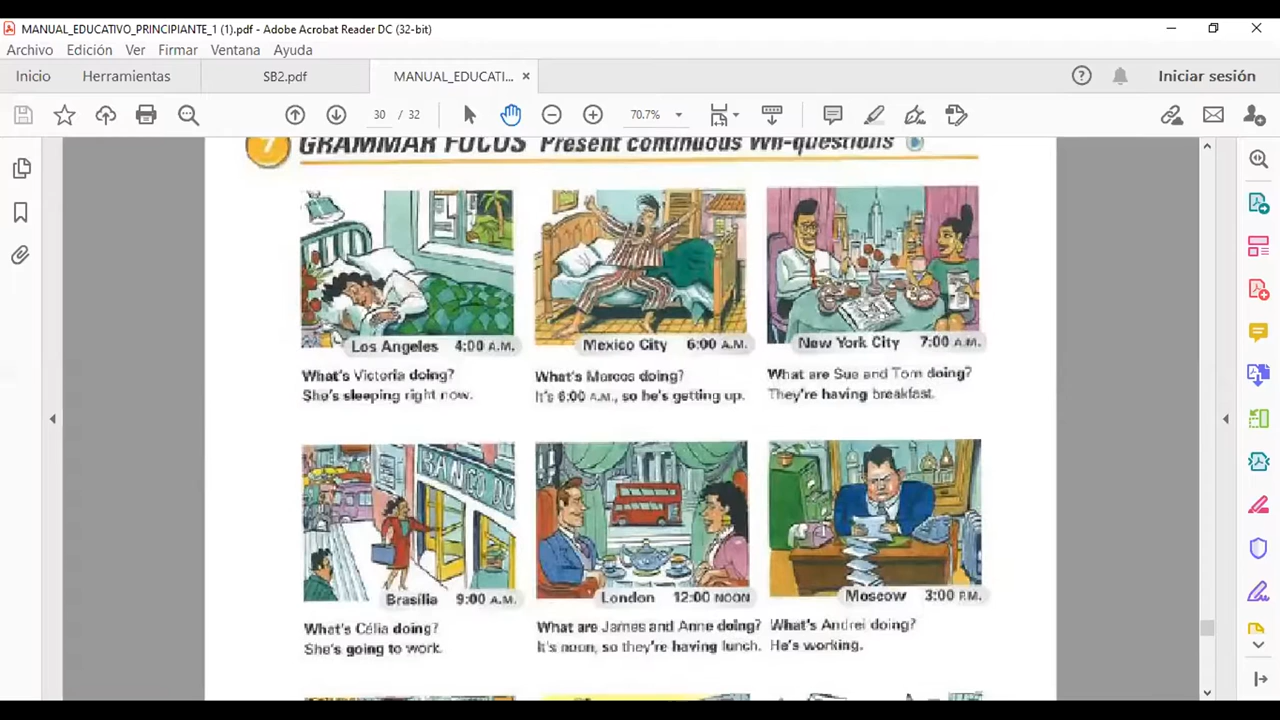 MANUAL_EDUCATIVO_PRINCIPIANTE_1 (1).pdf - Adobe Acrobat Reader DC (32-bit)
Archivo Edición Ver Firmar Ventana Ayuda
Inicio Herramientas SB2.pdf MANUAL_EDUCATI... ×
30 / 32 70.7% Iniciar sesión
7 GRAMMAR FOCUS Present continuous Wh-questions
Los Angeles 4:00 A.M. Mexico City 6:00 A.M. New York City 7:00 A.M.
What's Victoria doing? What's Marcos doing? What are Sue and Tom doing?
She's sleeping right now. It's 6:00 A.M., so he's getting up. They're having breakfast.
BANCO DO
Brasília 9:00 A.M. London 12:00 NOON Moscow 3:00 P.M.
What's Célia doing? What are James and Anne doing? What's Andrei doing?
She's going to work. It's noon, so they're having lunch. He's working.